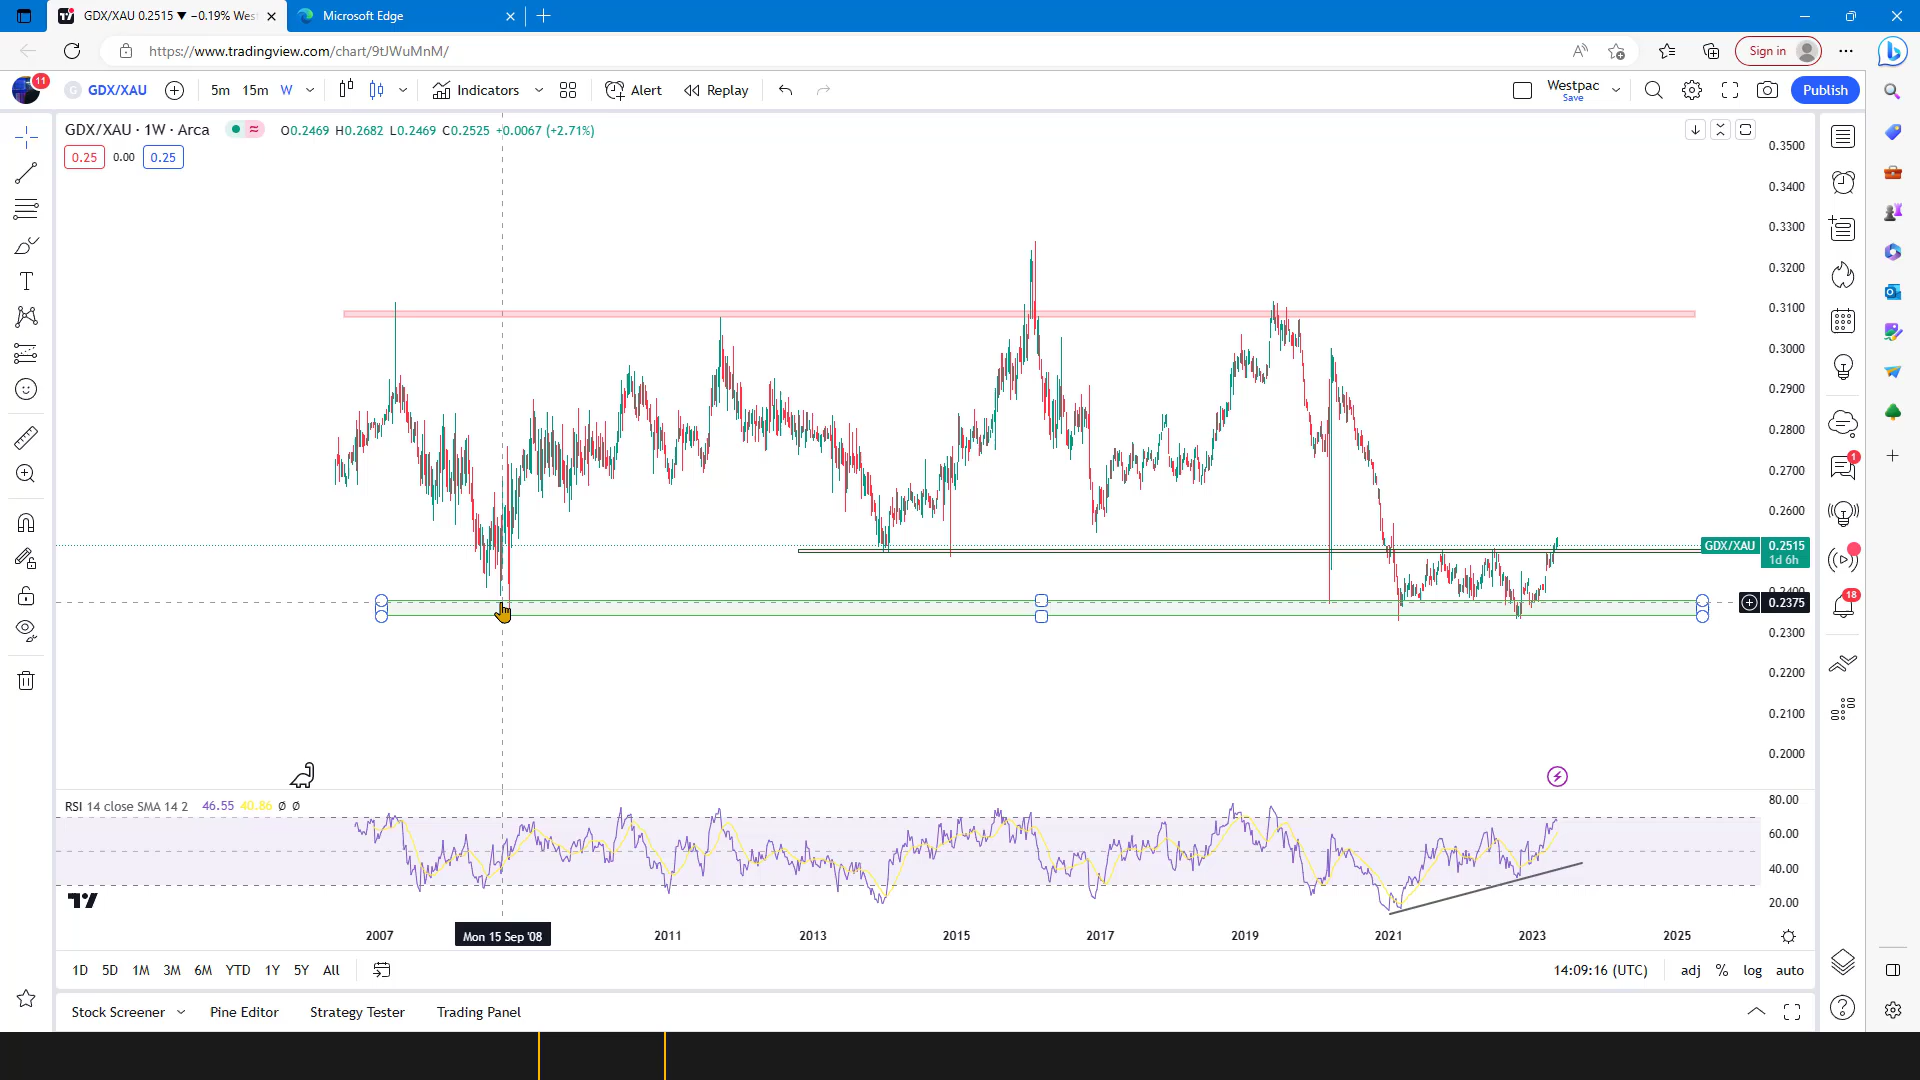 GDX/XAU 0.2515 ▼ −0.19% Wes
Microsoft Edge
https://www.tradingview.com/chart/9tJWuMnM/
Sign in
11
GDX/XAU
5m 15m W
Indicators
Alert
Replay
Westpac
Save
Publish
GDX/XAU · 1W · Arca
O0.2469 H0.2682 L0.2469 C0.2525 +0.0067 (+2.71%)
0.25 0.00 0.25
0.3500
0.3400
0.3300
0.3200
0.3100
0.3000
0.2900
0.2800
0.2700
0.2600
GDX/XAU 0.2515
1d 6h
0.2400
0.2375
0.2300
0.2200
0.2100
0.2000
1
18
RSI 14 close SMA 14 2 46.55 40.86 Ø Ø
80.00
60.00
40.00
20.00
2007 Mon 15 Sep '08 2011 2013 2015 2017 2019 2021 2023 2025
1D 5D 1M 3M 6M YTD 1Y 5Y All
14:09:16 (UTC) adj % log auto
Stock Screener Pine Editor Strategy Tester Trading Panel